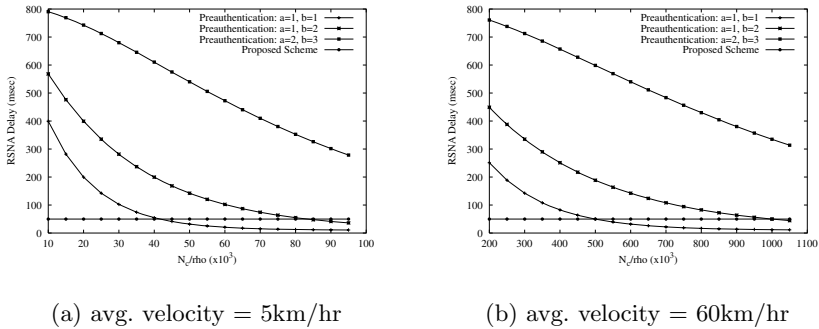 800
700
600
500
400
300
200
100
0
RSNA Delay (msec)
Preauthentication: a=1, b=1
Preauthentication: a=1, b=2
Preauthentication: a=2, b=3
Proposed Scheme
10 20 30 40 50 60 70 80 90 100
N_c/rho (x10^3)
(a) avg. velocity = 5km/hr
800
700
600
500
400
300
200
100
0
RSNA Delay (msec)
Preauthentication: a=1, b=1
Preauthentication: a=1, b=2
Preauthentication: a=2, b=3
Proposed Scheme
200 300 400 500 600 700 800 900 1000 1100
N_c/rho (x10^3)
(b) avg. velocity = 60km/hr